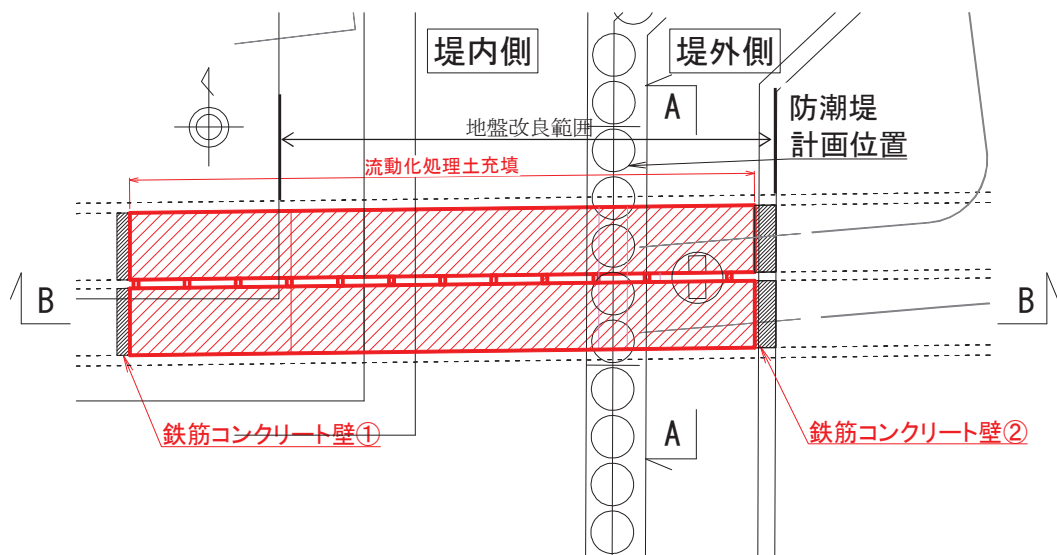 堤内側
堤外側
A
防潮堤
計画位置
地盤改良範囲
流動化処理土充填
B
B
鉄筋コンクリート壁①
A
鉄筋コンクリート壁②